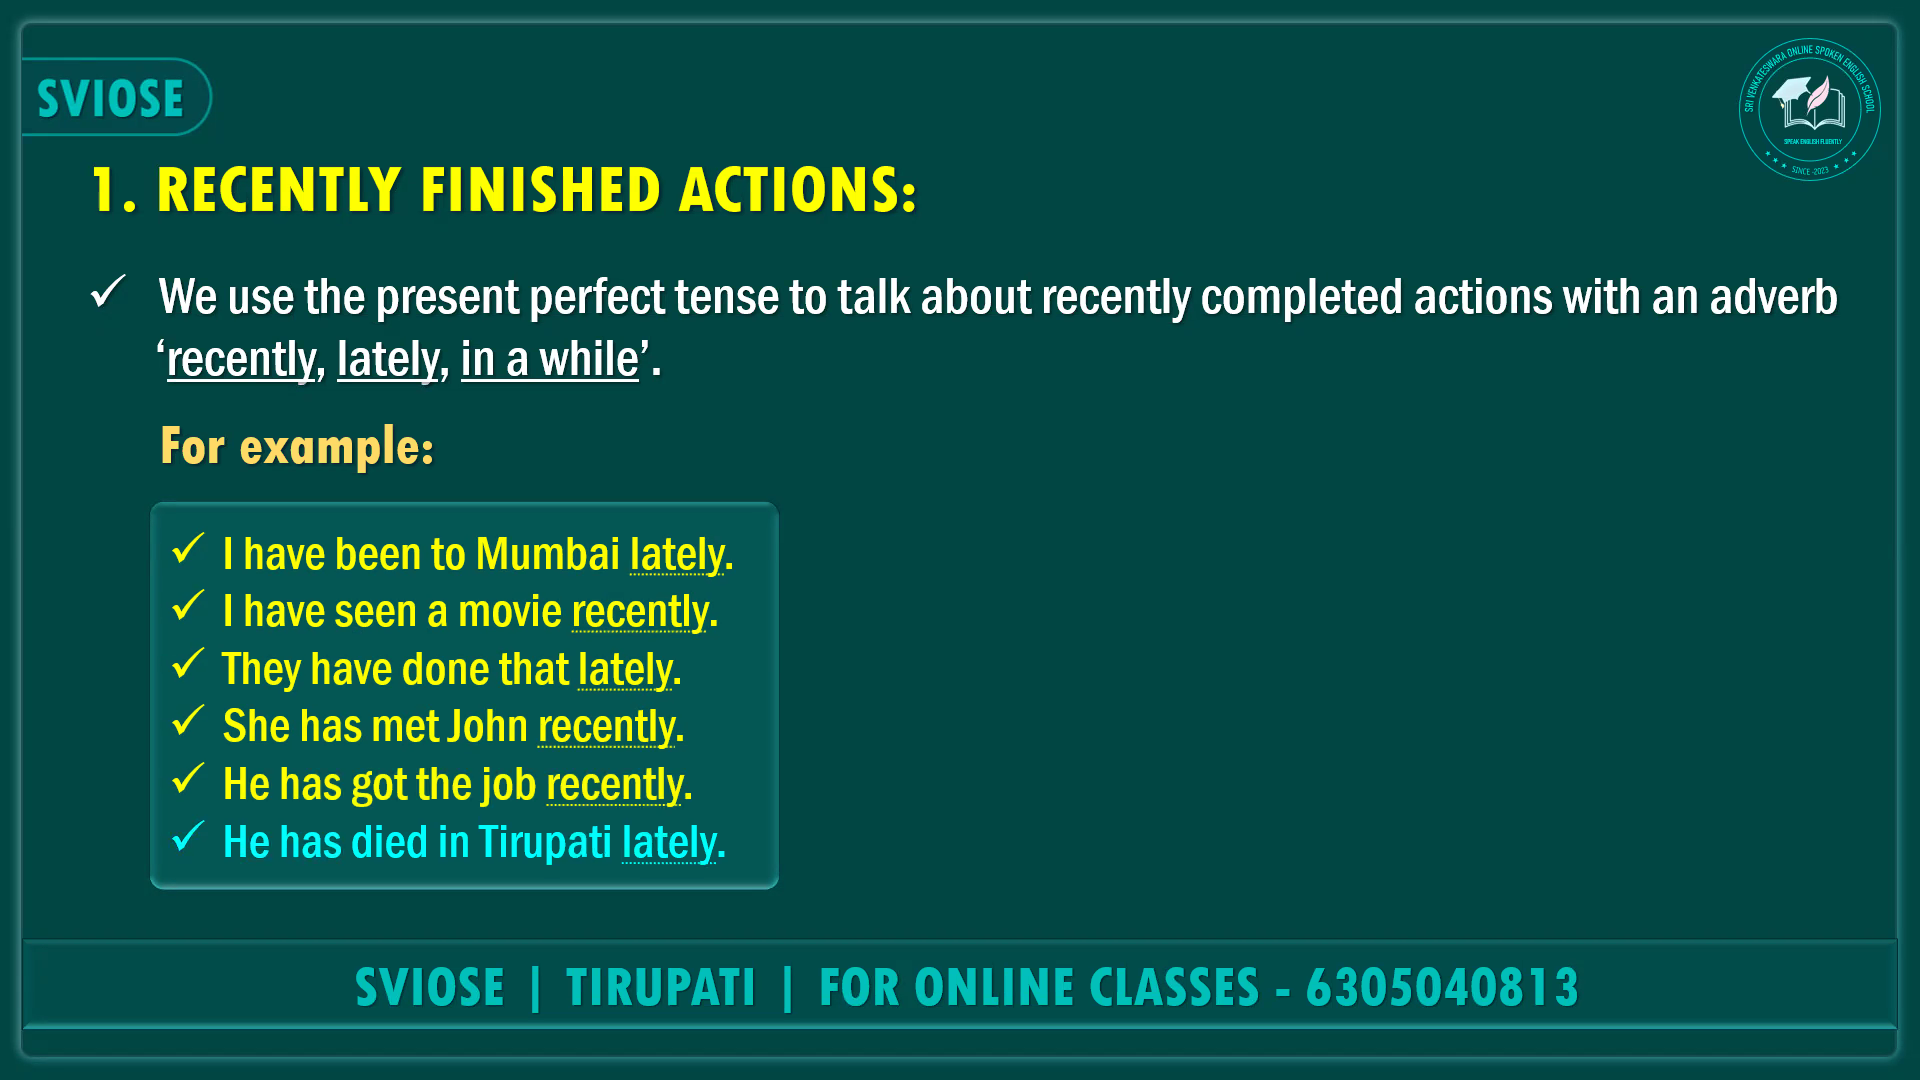 SVIOSE
SRI VENKATESWARA ONLINE SPOKEN ENGLISH SCHOOL
SPEAK ENGLISH FLUENTLY
SINCE -2023
1. RECENTLY FINISHED ACTIONS:
✓ We use the present perfect tense to talk about recently completed actions with an adverb
‘recently, lately, in a while’.
For example:
✓ I have been to Mumbai lately.
✓ I have seen a movie recently.
✓ They have done that lately.
✓ She has met John recently.
✓ He has got the job recently.
✓ He has died in Tirupati lately.
SVIOSE | TIRUPATI | FOR ONLINE CLASSES - 6305040813